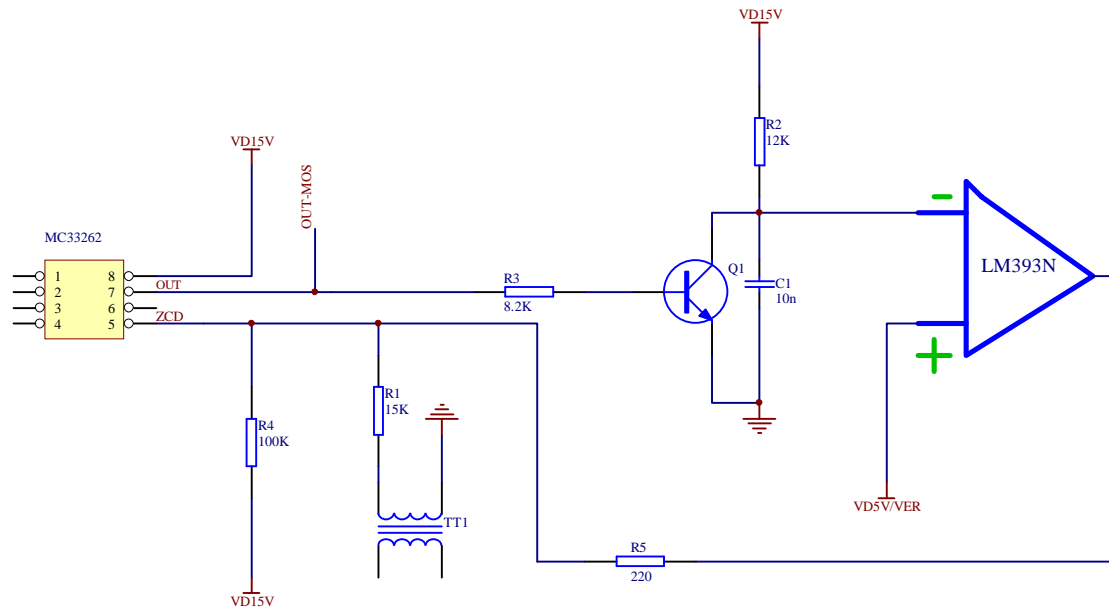 VD15V
R2
12K
VD15V
OUT-MOS
MC33262
1 8
2 7
3 6
4 5
OUT
ZCD
R3
8.2K
Q1
C1
10n
LM393N
R1
15K
R4
100K
TT1
VD5V/VER
R5
220
VD15V